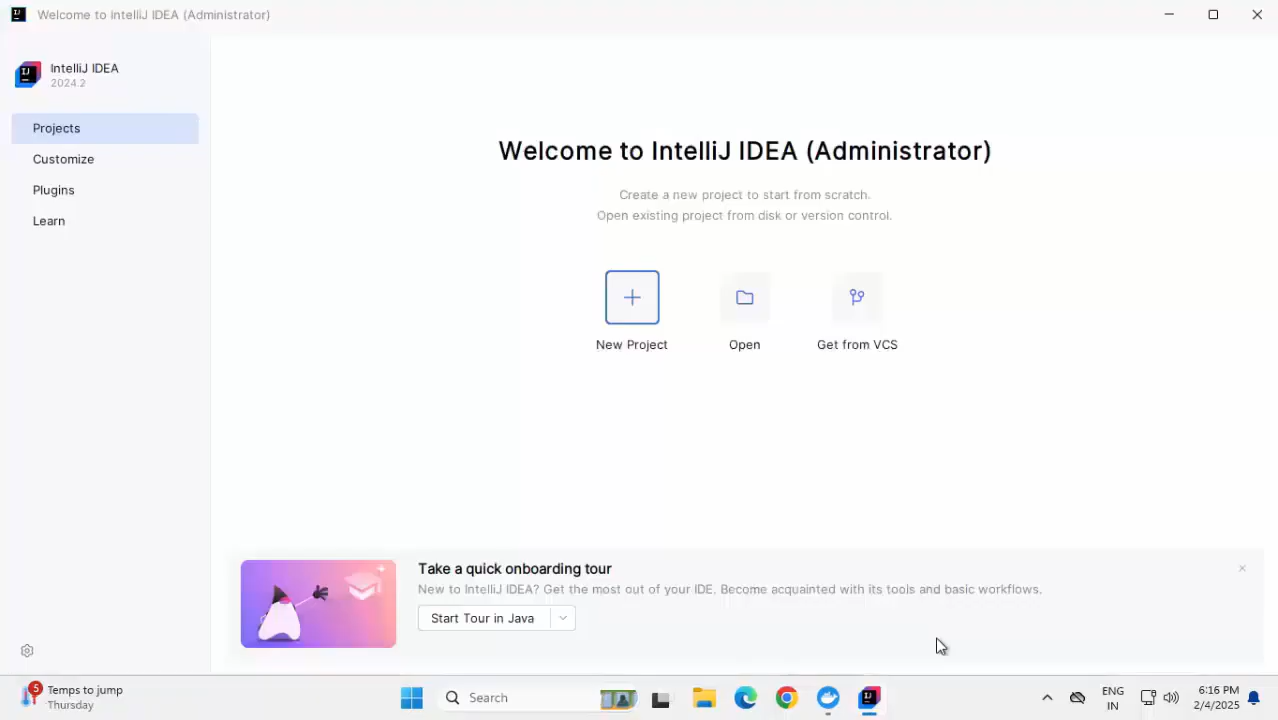 Welcome to IntelliJ IDEA (Administrator)
IntelliJ IDEA
2024.2
Projects
Customize
Plugins
Learn
Welcome to IntelliJ IDEA (Administrator)
Create a new project to start from scratch.
Open existing project from disk or version control.
New Project
Open
Get from VCS
Take a quick onboarding tour
New to IntelliJ IDEA? Get the most out of your IDE. Become acquainted with its tools and basic workflows.
Start Tour in Java
5
Temps to jump
Thursday
Search
ENG
IN
6:16 PM
2/4/2025